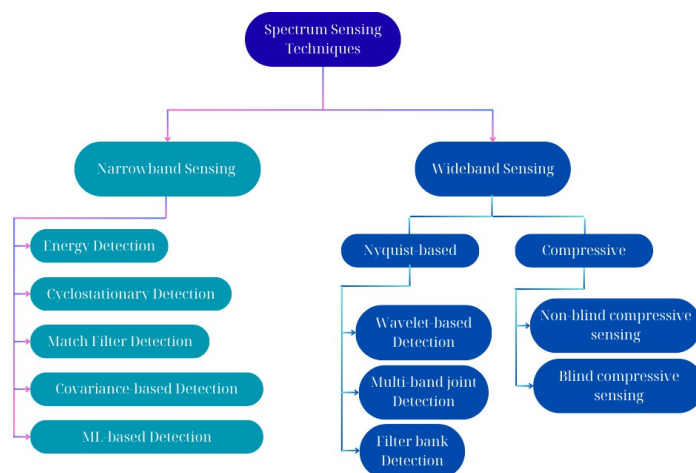 Spectrum Sensing
Techniques
Narrowband Sensing
Wideband Sensing
Energy Detection
Cyclostationary Detection
Match Filter Detection
Covariance-based Detection
ML-based Detection
Nyquist-based
Compressive
Wavelet-based
Detection
Multi-band joint
Detection
Filter bank
Detection
Non-blind compressive
sensing
Blind compressive
sensing